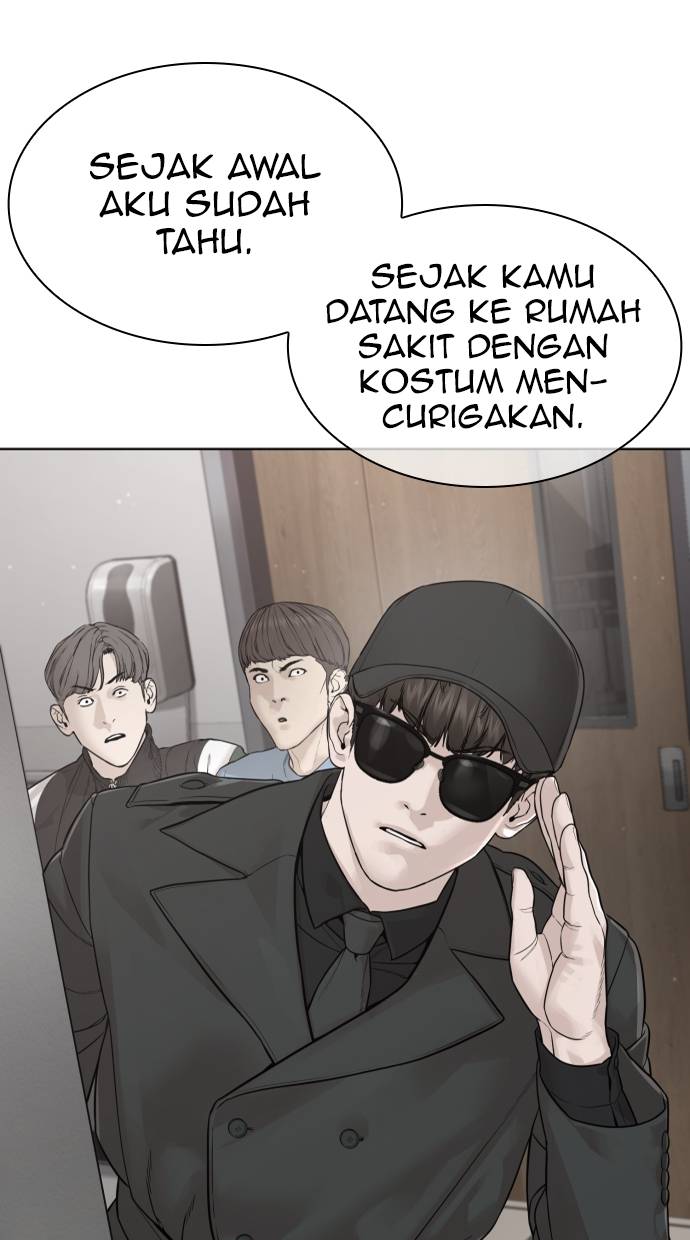 SEJAK AWAL
AKU SUDAH
TAHU.
SEJAK KAMU
DATANG KE RUMAH
SAKIT DENGAN
KOSTUM MEN-
CURIGAKAN.